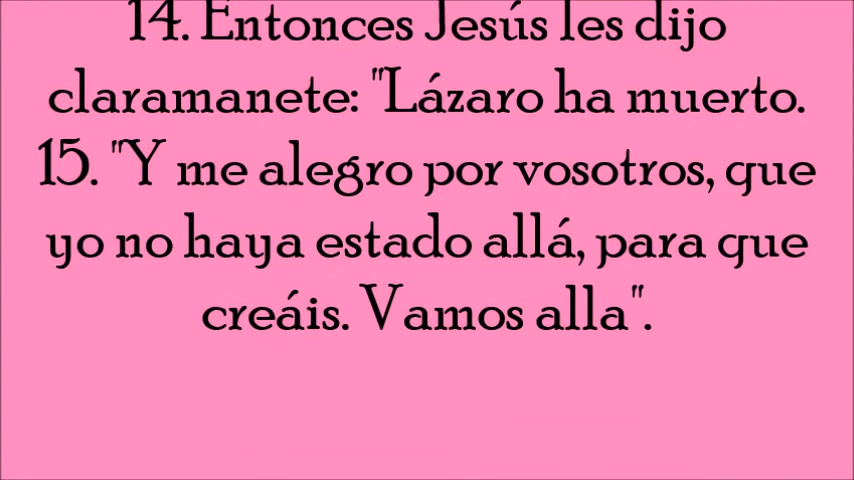 14. Entonces Jesús les dijo
claramanete: "Lázaro ha muerto.
15. "Y me alegro por vosotros, que
yo no haya estado allá, para que
creáis. Vamos alla".